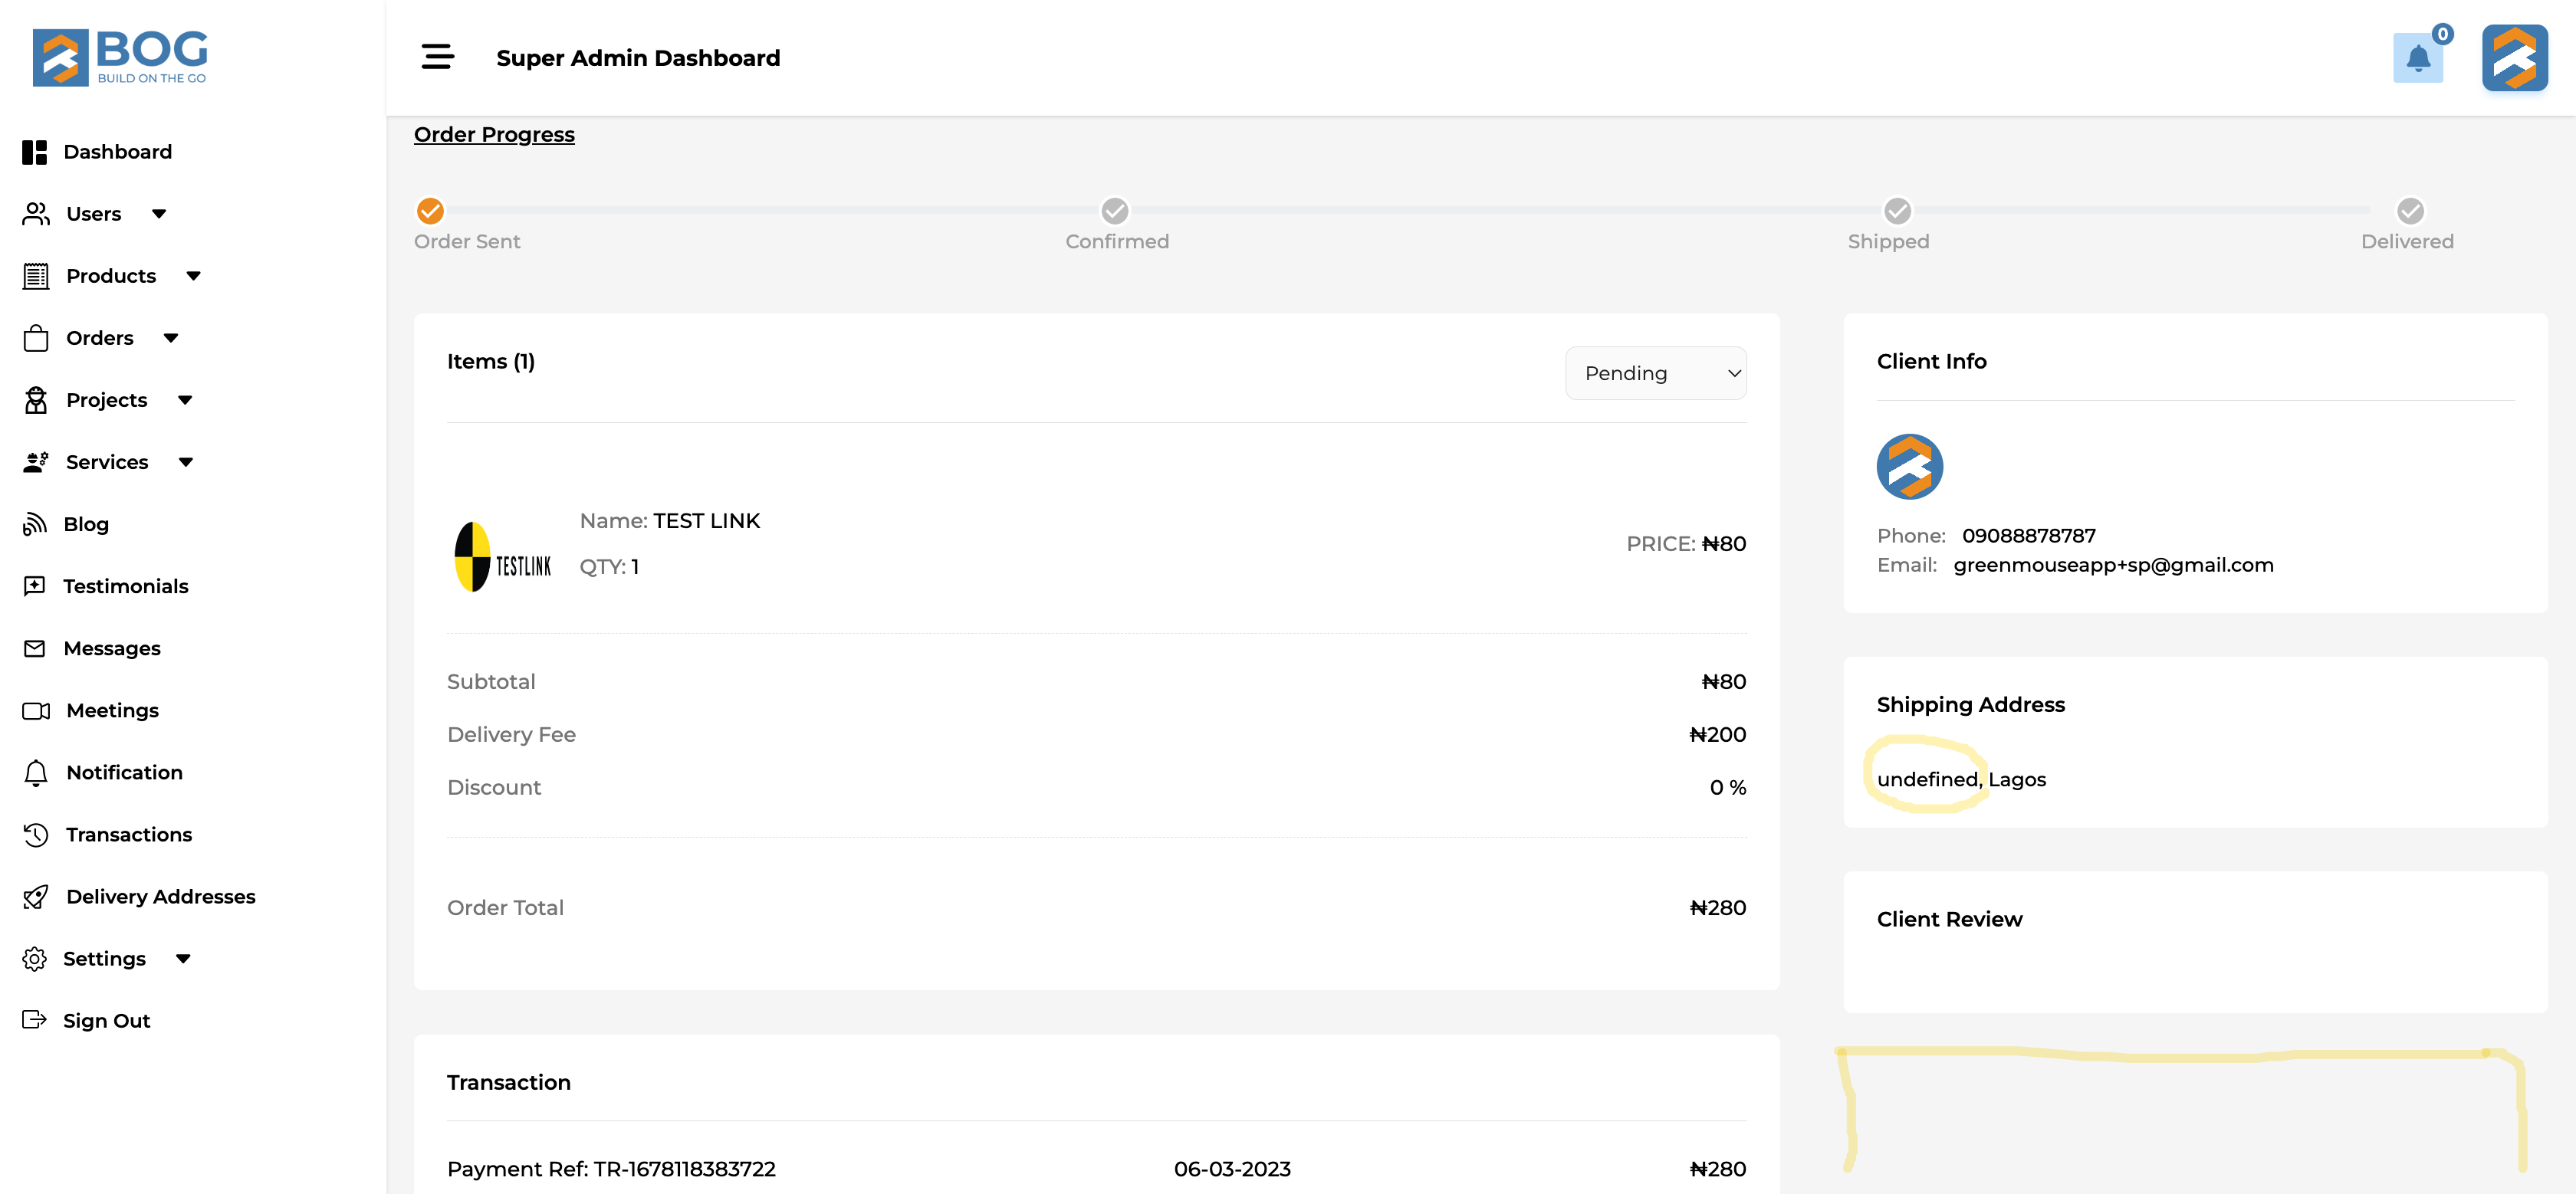 BOG
BUILD ON THE GO
Super Admin Dashboard
0
Dashboard
Users
Products
Orders
Projects
Services
Blog
Testimonials
Messages
Meetings
Notification
Transactions
Delivery Addresses
Settings
Sign Out
Order Progress
Order Sent
Confirmed
Shipped
Delivered
Items (1)
Pending
TESTLINK
Name: TEST LINK
QTY: 1
PRICE: ₦80
Subtotal ₦80
Delivery Fee ₦200
Discount 0 %
Order Total ₦280
Transaction
Payment Ref: TR-1678118383722 06-03-2023 ₦280
Client Info
Phone: 09088878787
Email: greenmouseapp+sp@gmail.com
Shipping Address
undefined, Lagos
Client Review